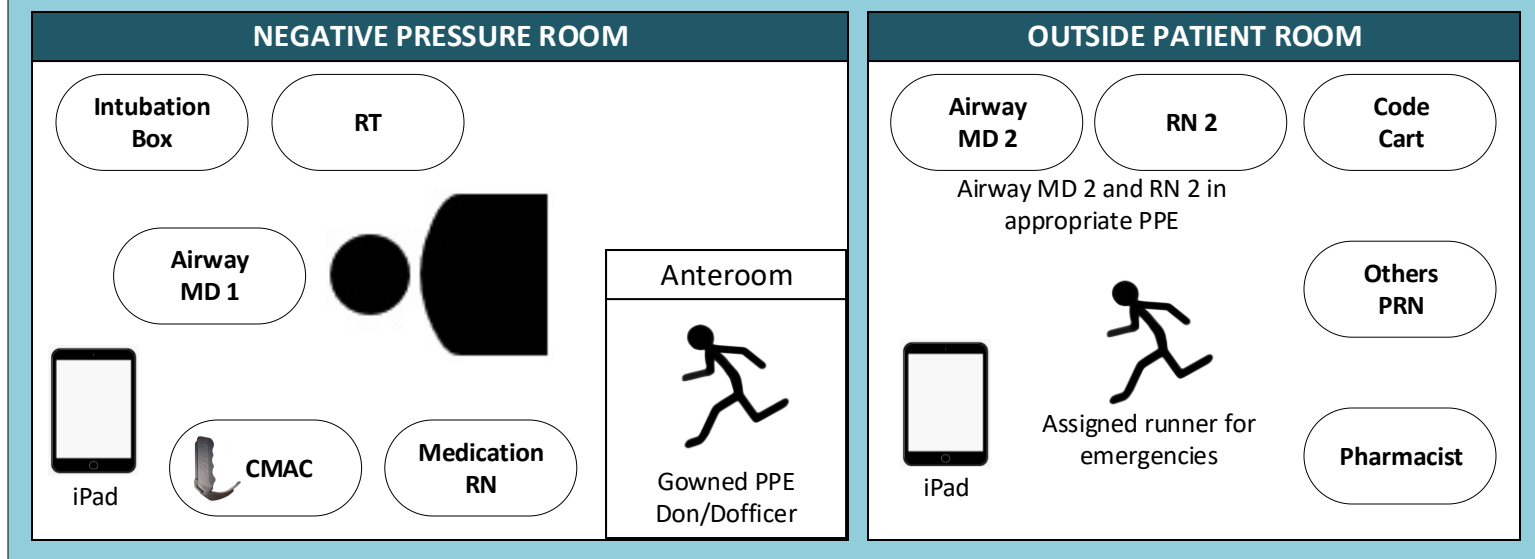 NEGATIVE PRESSURE ROOM
Intubation
Box
RT
Airway
MD 1
iPad
CMAC
Medication
RN
Anteroom
Gowned PPE
Don/Dofficer
OUTSIDE PATIENT ROOM
Airway
MD 2
RN 2
Code
Cart
Airway MD 2 and RN 2 in
appropriate PPE
Others
PRN
Assigned runner for
emergencies
iPad
Pharmacist